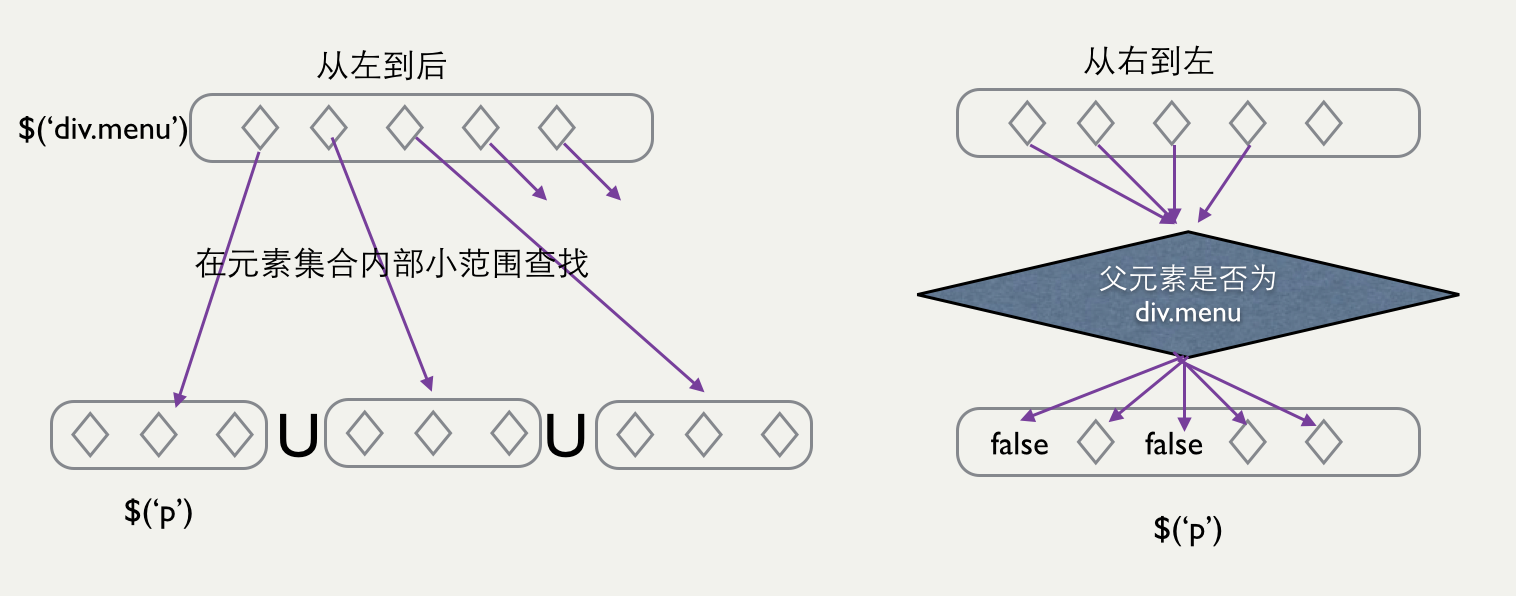 从左到后
$(‘div.menu’)
在元素集合内部小范围查找
U
U
$(‘p’)
从右到左
父元素是否为
div.menu
false
false
$(‘p’)